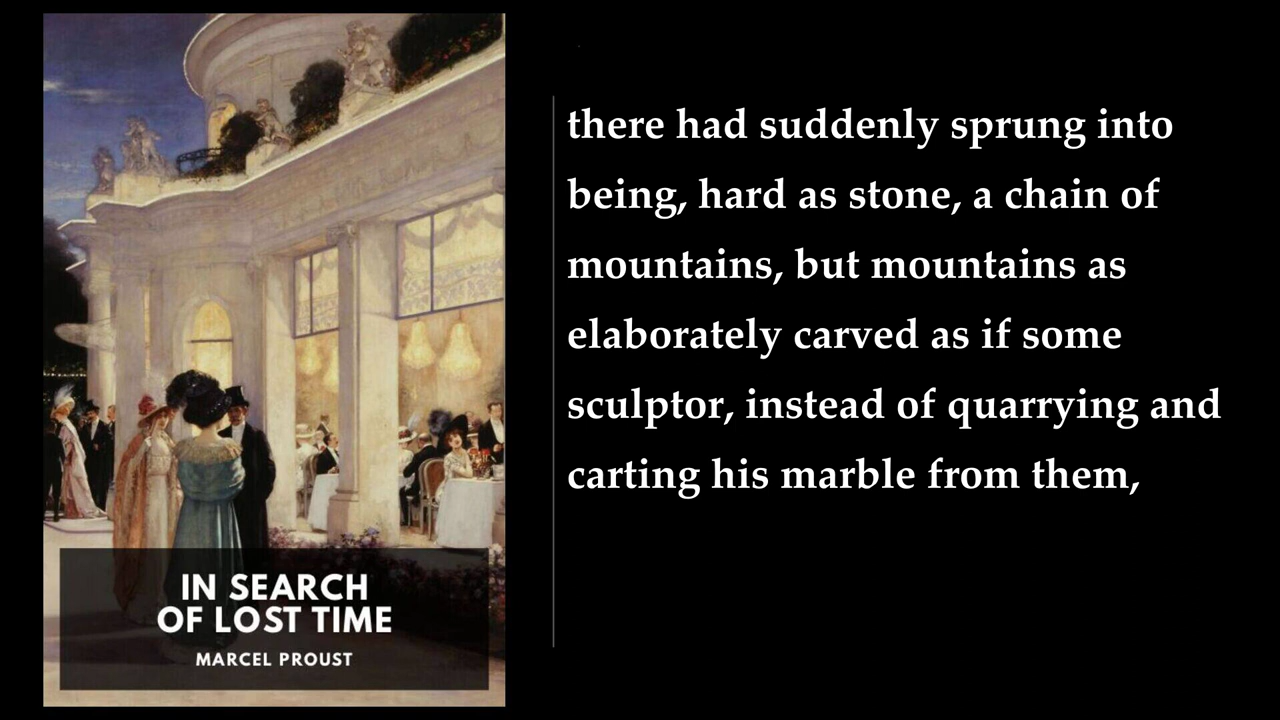 there had suddenly sprung into
being, hard as stone, a chain of
mountains, but mountains as
elaborately carved as if some
sculptor, instead of quarrying and
carting his marble from them,
IN SEARCH
OF LOST TIME
MARCEL PROUST